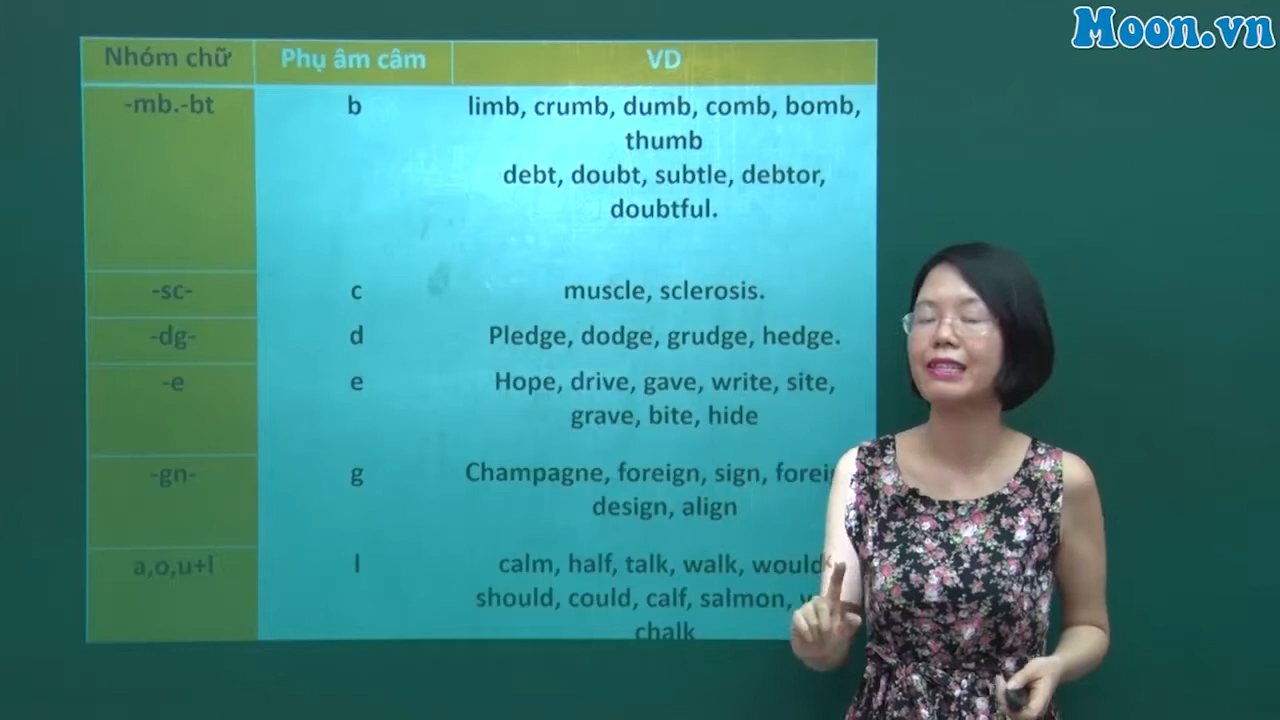 Moon.vn
Nhóm chữ Phụ âm câm VD
-mb.-bt b limb, crumb, dumb, comb, bomb,
thumb
debt, doubt, subtle, debtor,
doubtful.
-sc- c muscle, sclerosis.
-dg- d Pledge, dodge, grudge, hedge.
-e e Hope, drive, gave, write, site,
grave, bite, hide
-gn- g Champagne, foreign, sign,
design, align
a,o,u+l l calm, half, talk, walk, would
should, could, calf, salmon,
chalk